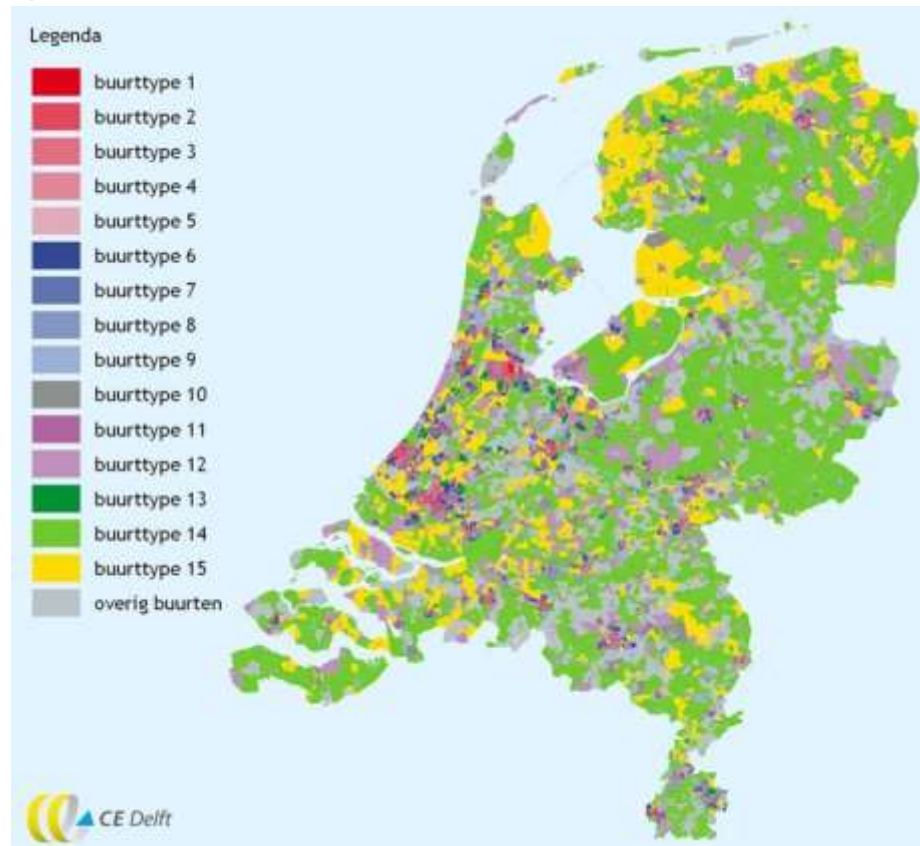 Legenda
buurttype 1
buurttype 2
buurttype 3
buurttype 4
buurttype 5
buurttype 6
buurttype 7
buurttype 8
buurttype 9
buurttype 10
buurttype 11
buurttype 12
buurttype 13
buurttype 14
buurttype 15
overig buurten
CE Delft